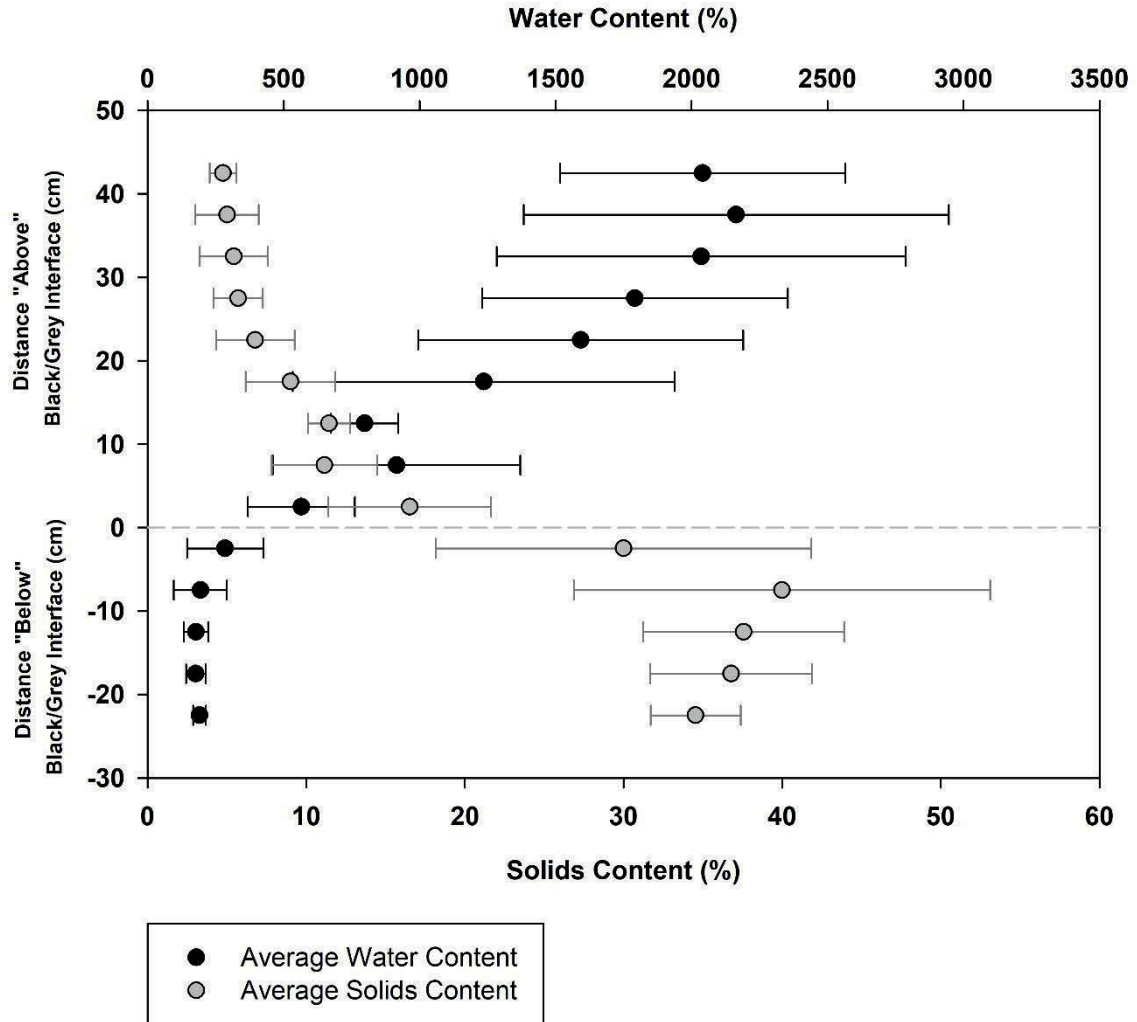 Water Content (%)
0 500 1000 1500 2000 2500 3000 3500
50
40
30
20
10
0
-10
-20
-30
Distance "Above"
Black/Grey Interface (cm)
Distance "Below"
Black/Grey Interface (cm)
0 10 20 30 40 50 60
Solids Content (%)
Average Water Content
Average Solids Content